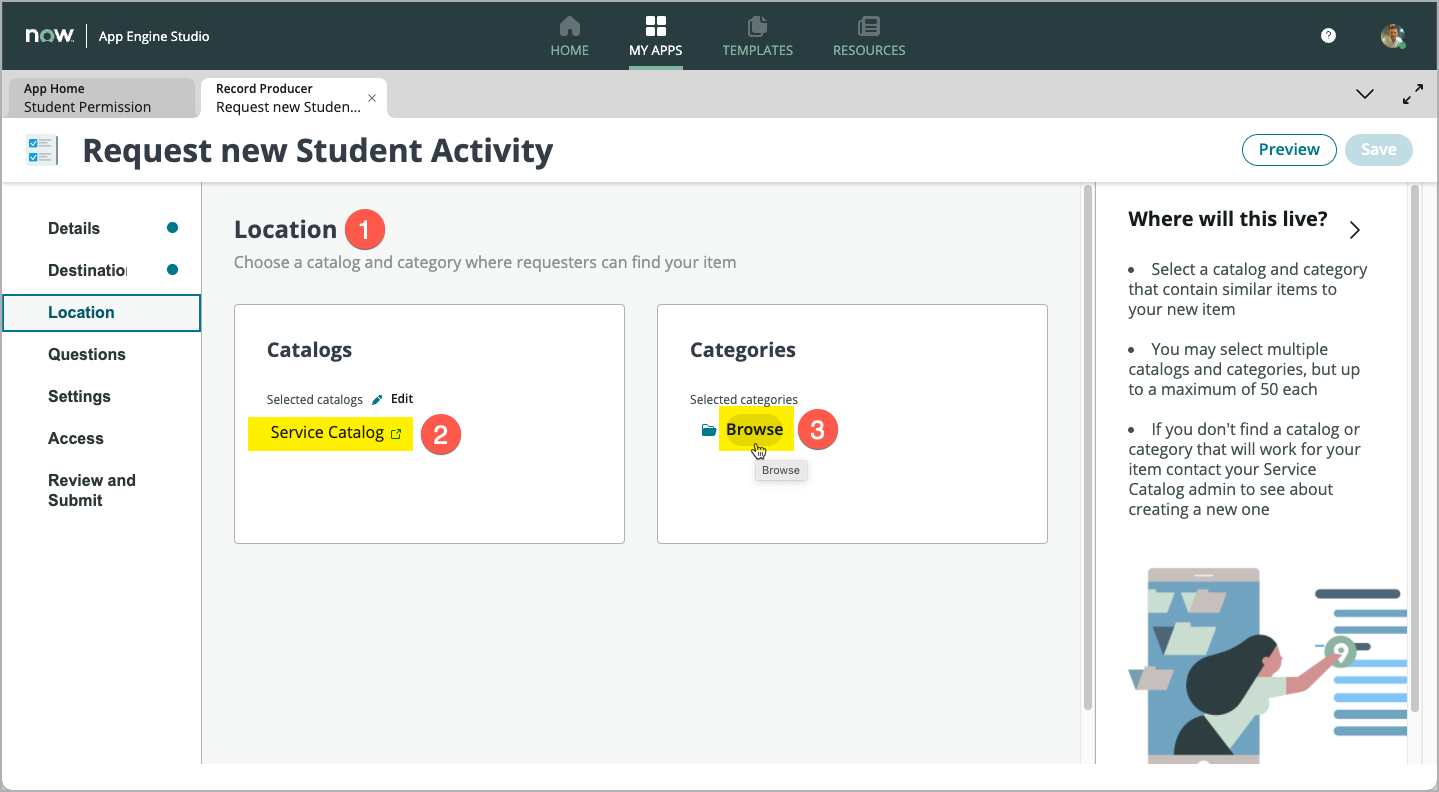 now
App Engine Studio
HOME
MY APPS
TEMPLATES
RESOURCES
?
App Home
Student Permission
Record Producer
Request new Studen...
Request new Student Activity
Preview
Save
Details
Destination
Location
Questions
Settings
Access
Review and
Submit
Location
1
Choose a catalog and category where requesters can find your item
Catalogs
Selected catalogs
Edit
Service Catalog
2
Categories
Selected categories
Browse
3
Browse
Where will this live?
• Select a catalog and category
that contain similar items to
your new item
• You may select multiple
catalogs and categories, but up
to a maximum of 50 each
• If you don't find a catalog or
category that will work for your
item contact your Service
Catalog admin to see about
creating a new one